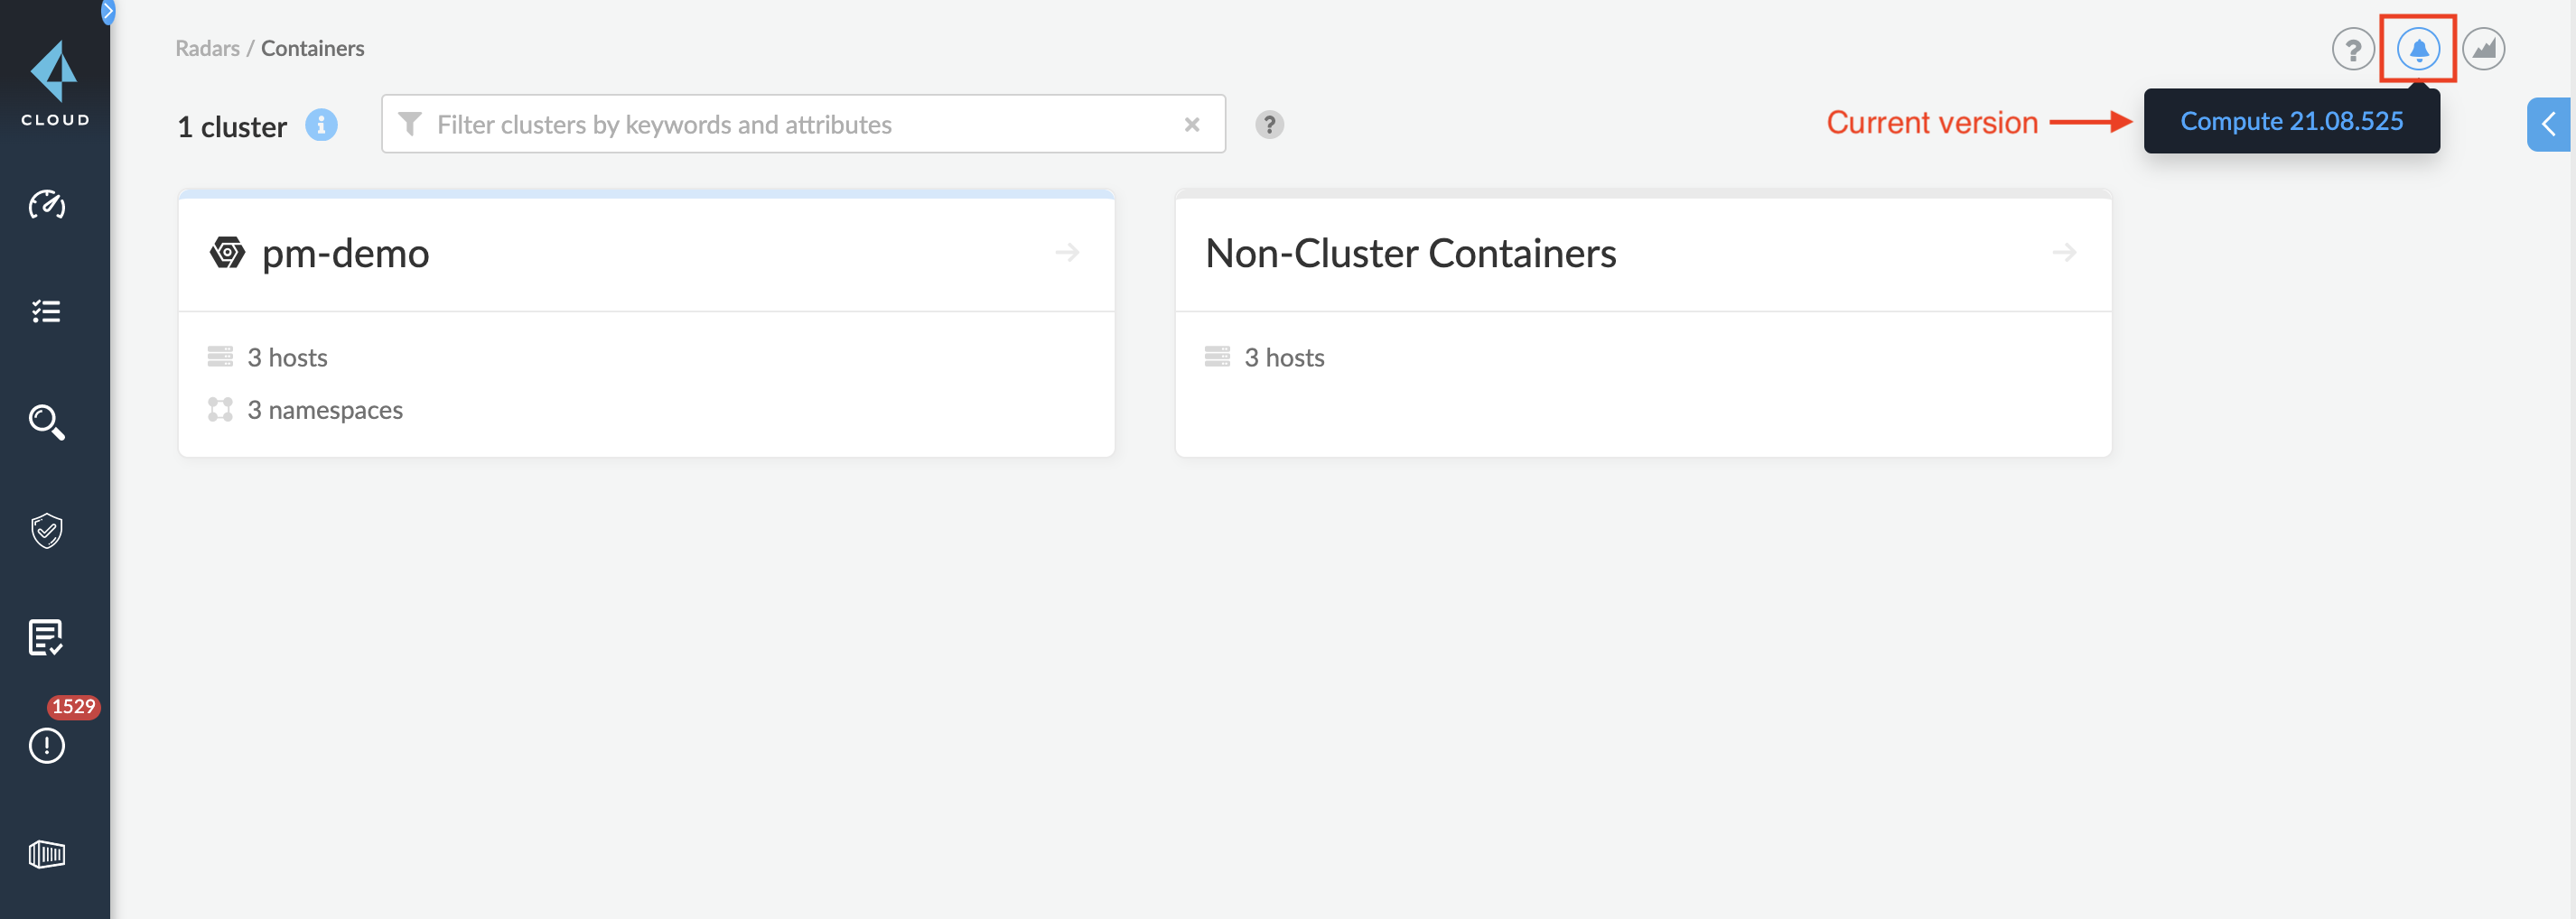 CLOUD
Radars / Containers
1 cluster
Filter clusters by keywords and attributes
Current version
Compute 21.08.525
pm-demo
3 hosts
3 namespaces
Non-Cluster Containers
3 hosts
1529